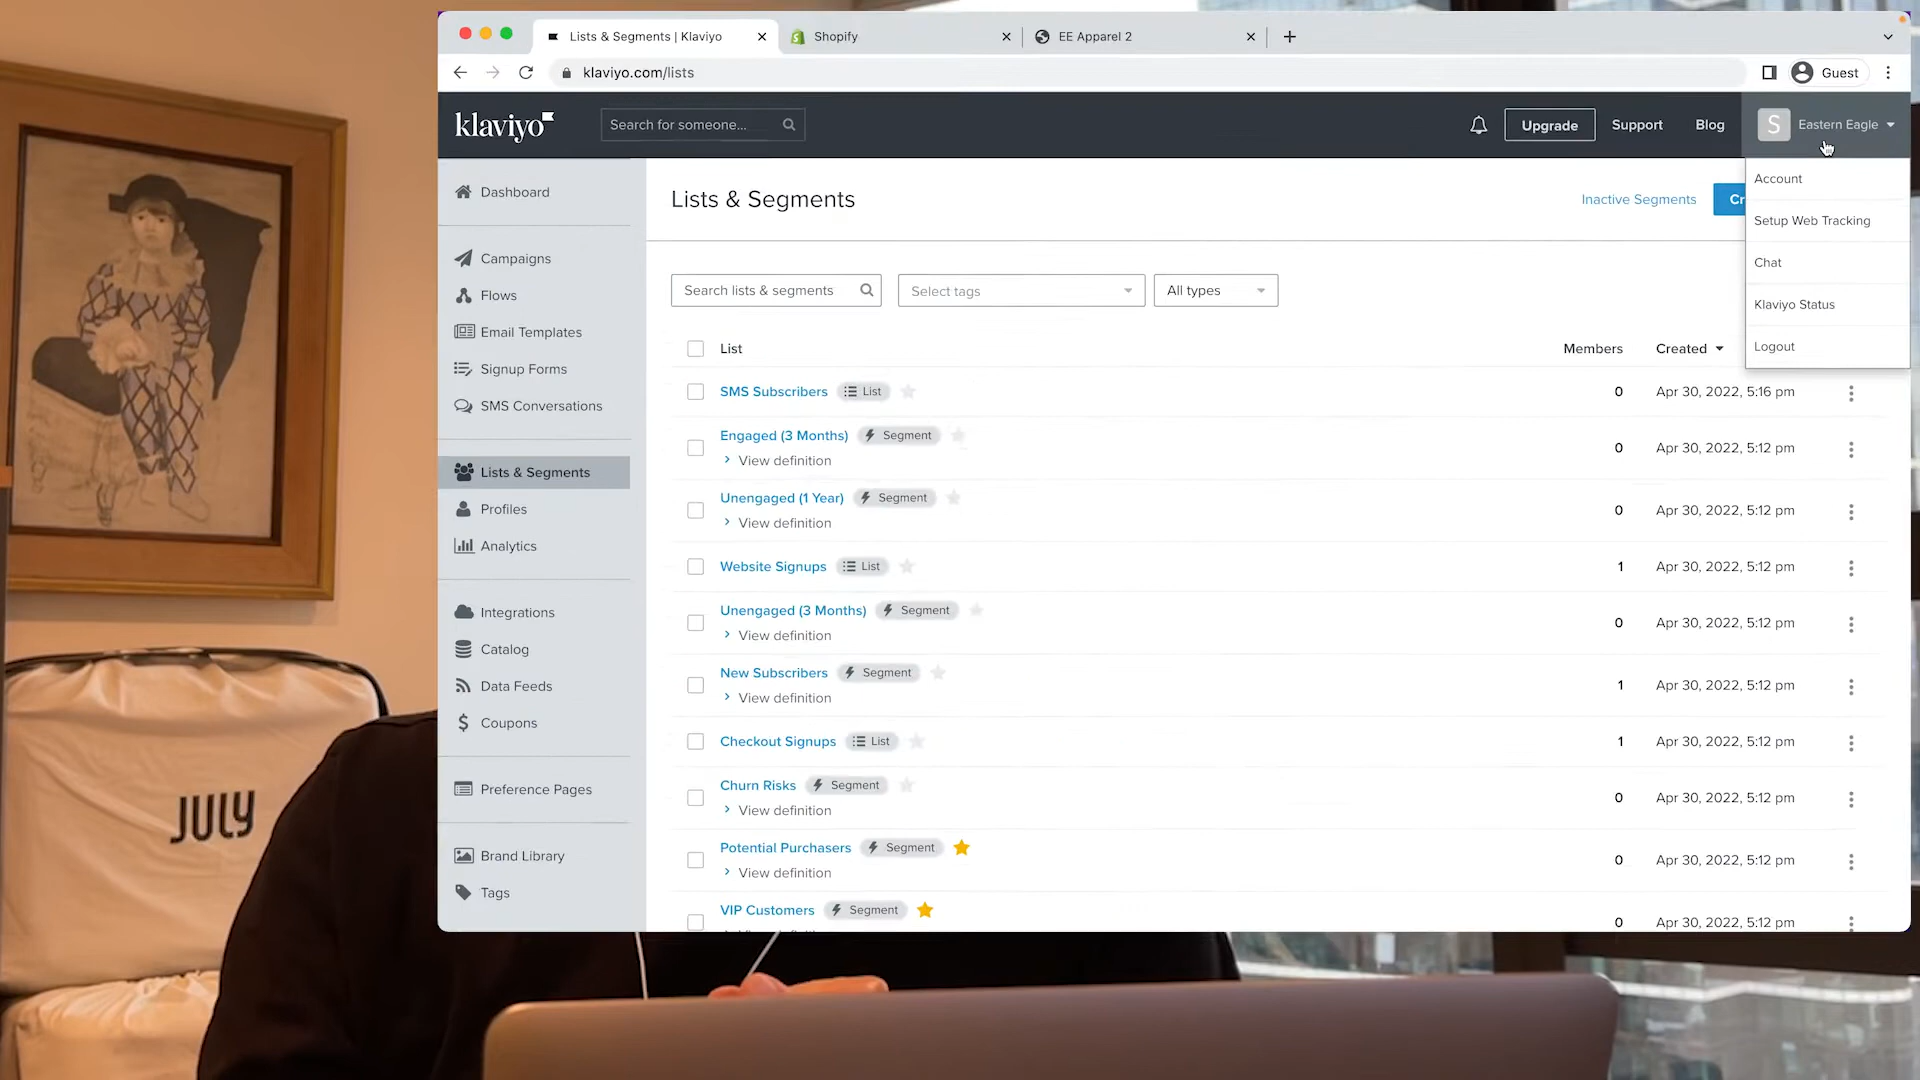 Lists & Segments | Klaviyo
Shopify
EE Apparel 2
klaviyo.com/lists
Guest
klaviyo
Search for someone...
Upgrade
Support
Blog
S
Eastern Eagle
Account
Setup Web Tracking
Chat
Klaviyo Status
Logout
Dashboard
Campaigns
Flows
Email Templates
Signup Forms
SMS Conversations
Lists & Segments
Profiles
Analytics
Integrations
Catalog
Data Feeds
Coupons
Preference Pages
Brand Library
Tags
Lists & Segments
Inactive Segments
Cr
Search lists & segments
Select tags
All types
List Members Created
SMS Subscribers List 0 Apr 30, 2022, 5:16 pm
Engaged (3 Months) Segment 0 Apr 30, 2022, 5:12 pm
View definition
Unengaged (1 Year) Segment 0 Apr 30, 2022, 5:12 pm
View definition
Website Signups List 1 Apr 30, 2022, 5:12 pm
Unengaged (3 Months) Segment 0 Apr 30, 2022, 5:12 pm
View definition
New Subscribers Segment 1 Apr 30, 2022, 5:12 pm
View definition
Checkout Signups List 1 Apr 30, 2022, 5:12 pm
Churn Risks Segment 0 Apr 30, 2022, 5:12 pm
View definition
Potential Purchasers Segment 0 Apr 30, 2022, 5:12 pm
View definition
VIP Customers Segment 0 Apr 30, 2022, 5:12 pm
JULY